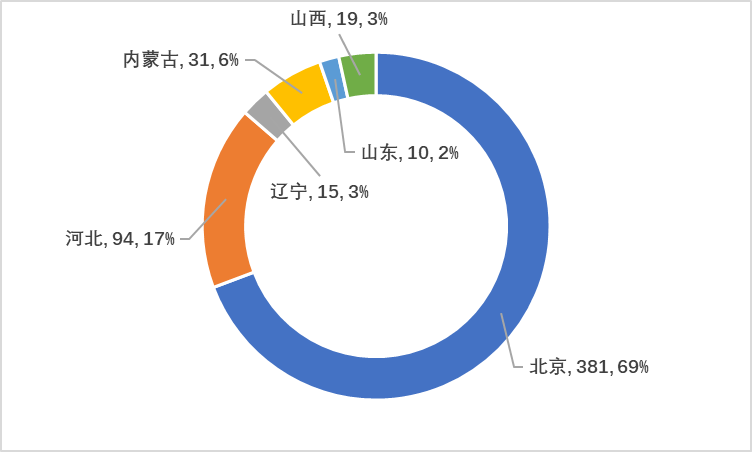 山西, 19, 3%
内蒙古, 31, 6%
山东, 10, 2%
辽宁, 15, 3%
河北, 94, 17%
北京, 381, 69%